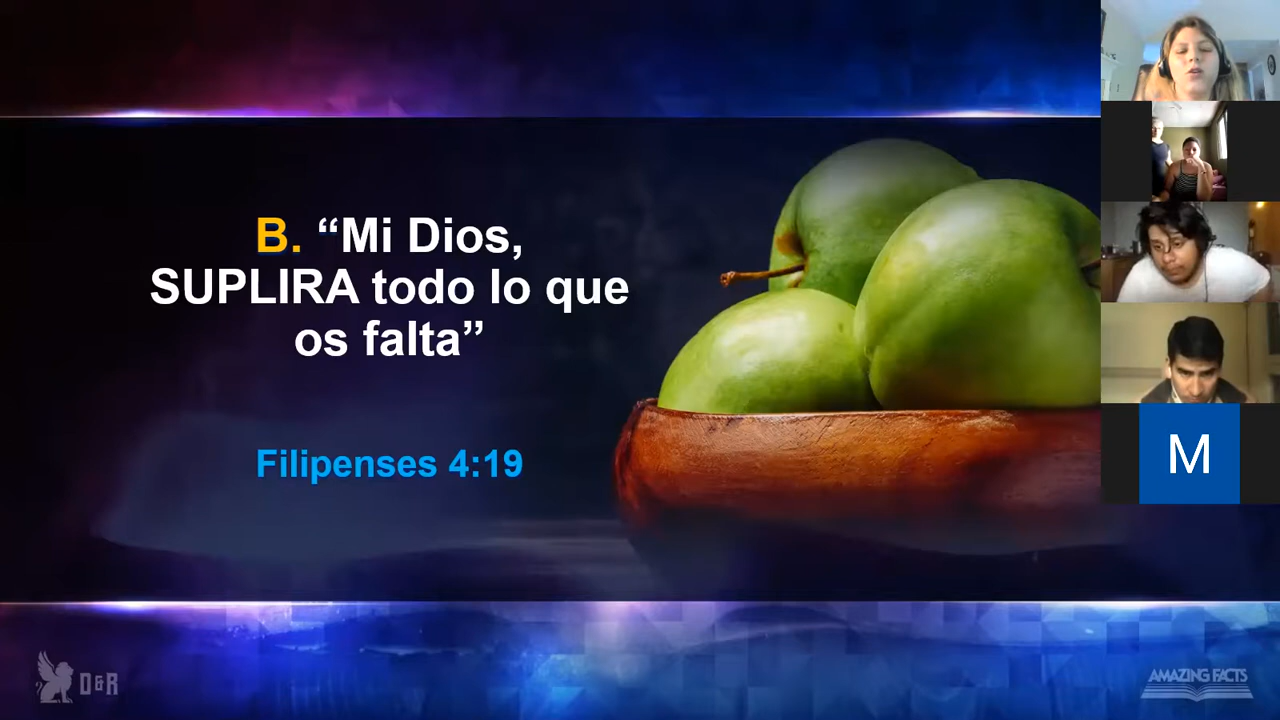 B. “Mi Dios,
SUPLIRA todo lo que
os falta”
Filipenses 4:19
M
D&R
AMAZING FACTS